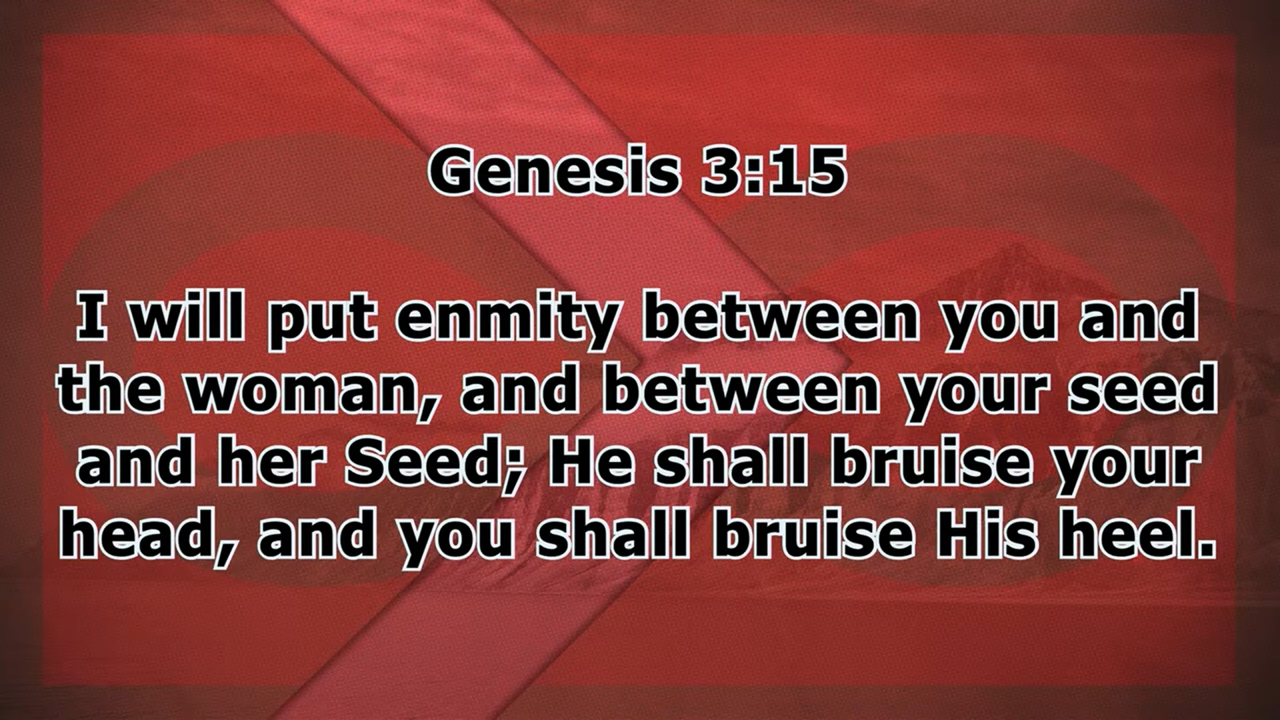 Genesis 3:15
I will put enmity between you and
the woman, and between your seed
and her Seed; He shall bruise your
head, and you shall bruise His heel.